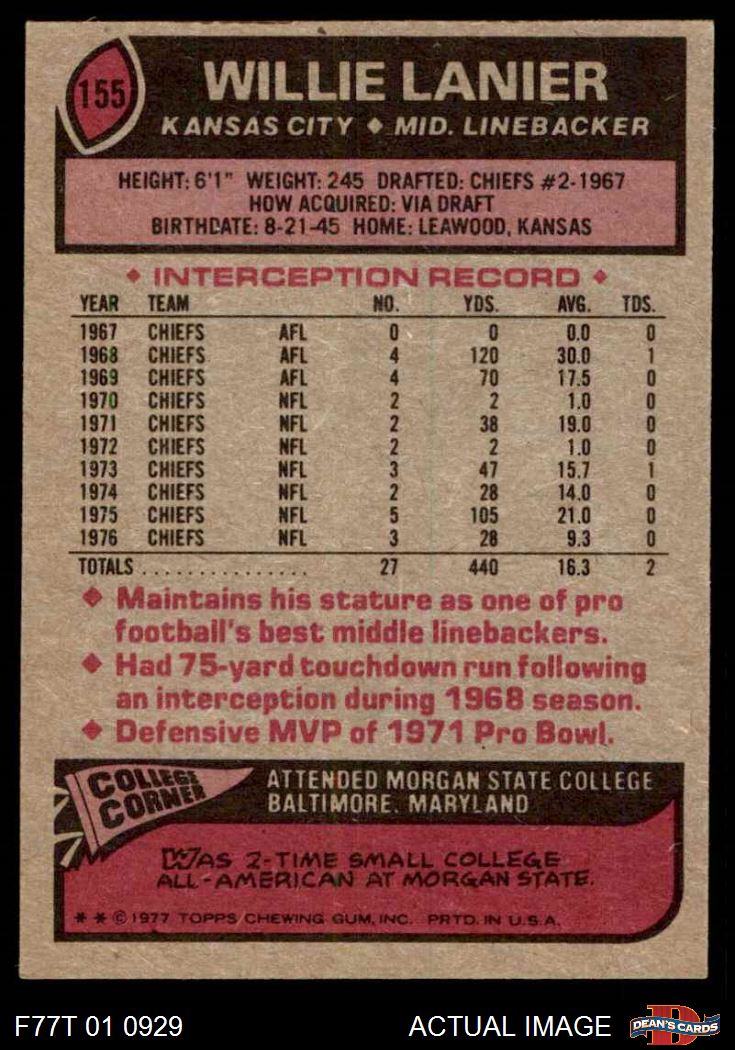 155
WILLIE LANIER
KANSAS CITY ◆ MID. LINEBACKER
HEIGHT: 6'1" WEIGHT: 245 DRAFTED: CHIEFS #2-1967
HOW ACQUIRED: VIA DRAFT
BIRTHDATE: 8-21-45 HOME: LEAWOOD, KANSAS
◆ INTERCEPTION RECORD ◆
YEAR TEAM NO. YDS. AVG. TDS.
1967 CHIEFS AFL 0 0 0.0 0
1968 CHIEFS AFL 4 120 30.0 1
1969 CHIEFS AFL 4 70 17.5 0
1970 CHIEFS NFL 2 2 1.0 0
1971 CHIEFS NFL 2 38 19.0 0
1972 CHIEFS NFL 2 2 1.0 0
1973 CHIEFS NFL 3 47 15.7 1
1974 CHIEFS NFL 2 28 14.0 0
1975 CHIEFS NFL 5 105 21.0 0
1976 CHIEFS NFL 3 28 9.3 0
TOTALS ................ 27 440 16.3 2
◆ Maintains his stature as one of pro
football's best middle linebackers.
◆ Had 75-yard touchdown run following
an interception during 1968 season.
◆ Defensive MVP of 1971 Pro Bowl.
COLLEGE
CORNER
ATTENDED MORGAN STATE COLLEGE
BALTIMORE, MARYLAND
WAS 2-TIME SMALL COLLEGE
ALL-AMERICAN AT MORGAN STATE.
* * © 1977 TOPPS CHEWING GUM, INC. PRTD. IN U.S.A.
F77T 01 0929
ACTUAL IMAGE
D
DEAN'S CARDS